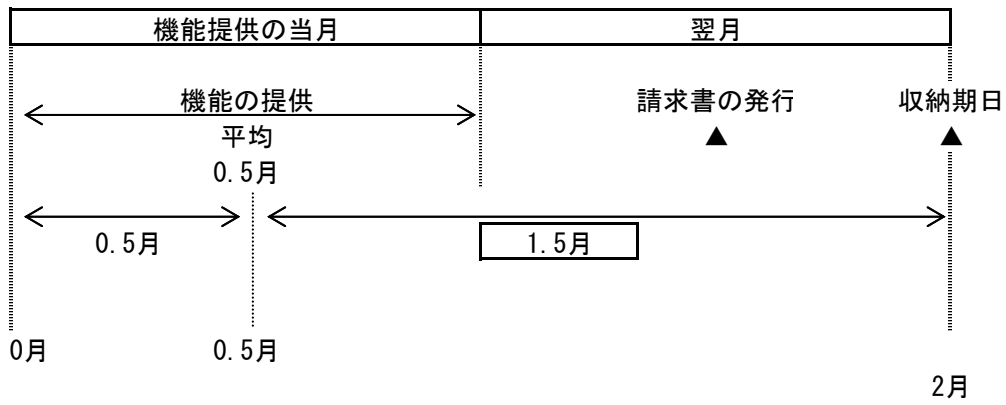 機能提供の当月 翌月
機能の提供 請求書の発行 収納期日
平均 ▲ ▲
0.5月
0.5月 1.5月
0月 0.5月
2月